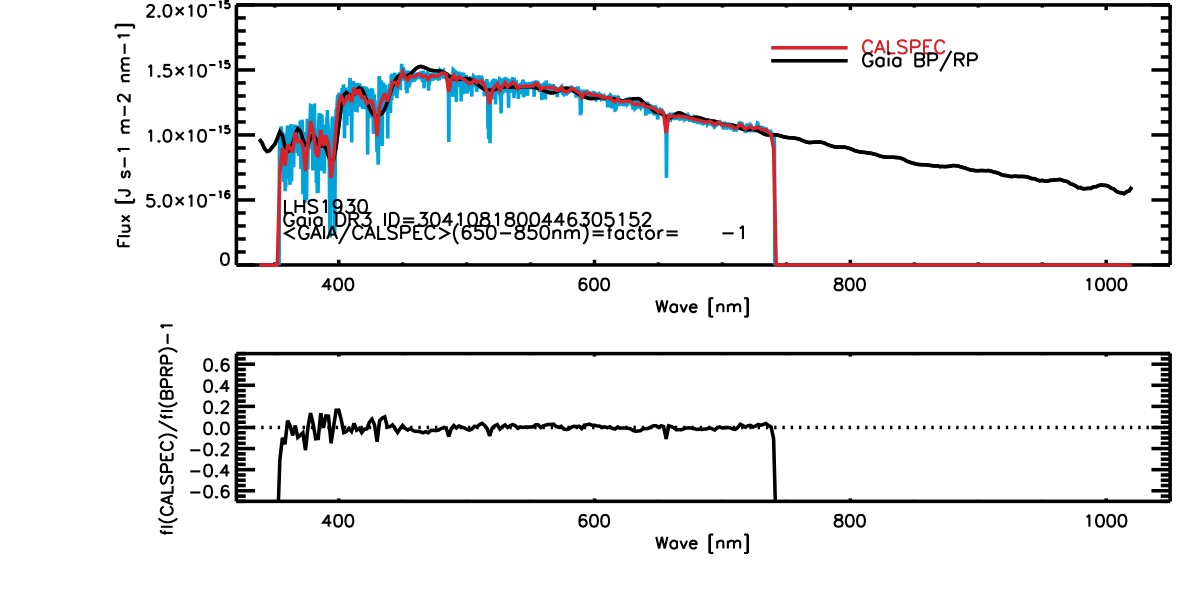 2.0×10−15
1.5×10−15
1.0×10−15
5.0×10−16
0
Flux [J s−1 m−2 nm−1]
CALSPEC
Gaia BP/RP
LHS1930
Gaia DR3 ID=3041081800446305152
<GAIA/CALSPEC>(650−850nm)=factor= −1
400 600 800 1000
Wave [nm]
fl(CALSPEC)/fl(BPRP)−1
0.6
0.4
0.2
0.0
−0.2
−0.4
−0.6
400 600 800 1000
Wave [nm]